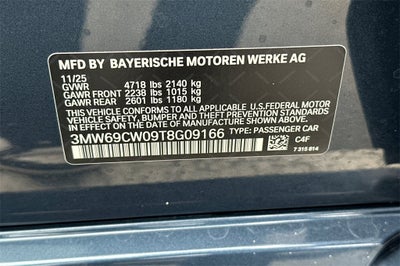 MFD BY BAYERISCHE MOTOREN WERKE AG
11/25
GVWR 4718 lbs 2140 kg
GAWR FRONT 2238 lbs 1015 kg
GAWR REAR 2601 lbs 1180 kg
THIS VEHICLE CONFORMS TO ALL APPLICABLE U.S.FEDERAL MOTOR
VEHICLE SAFETY, BUMPER, AND THEFT PREVENTION STANDARDS
IN EFFECT ON THE DATE OF MANUFACTURE SHOWN ABOVE.
3MW69CW09T8G09166 TYPE: PASSENGER CAR
C4F
7 315 814